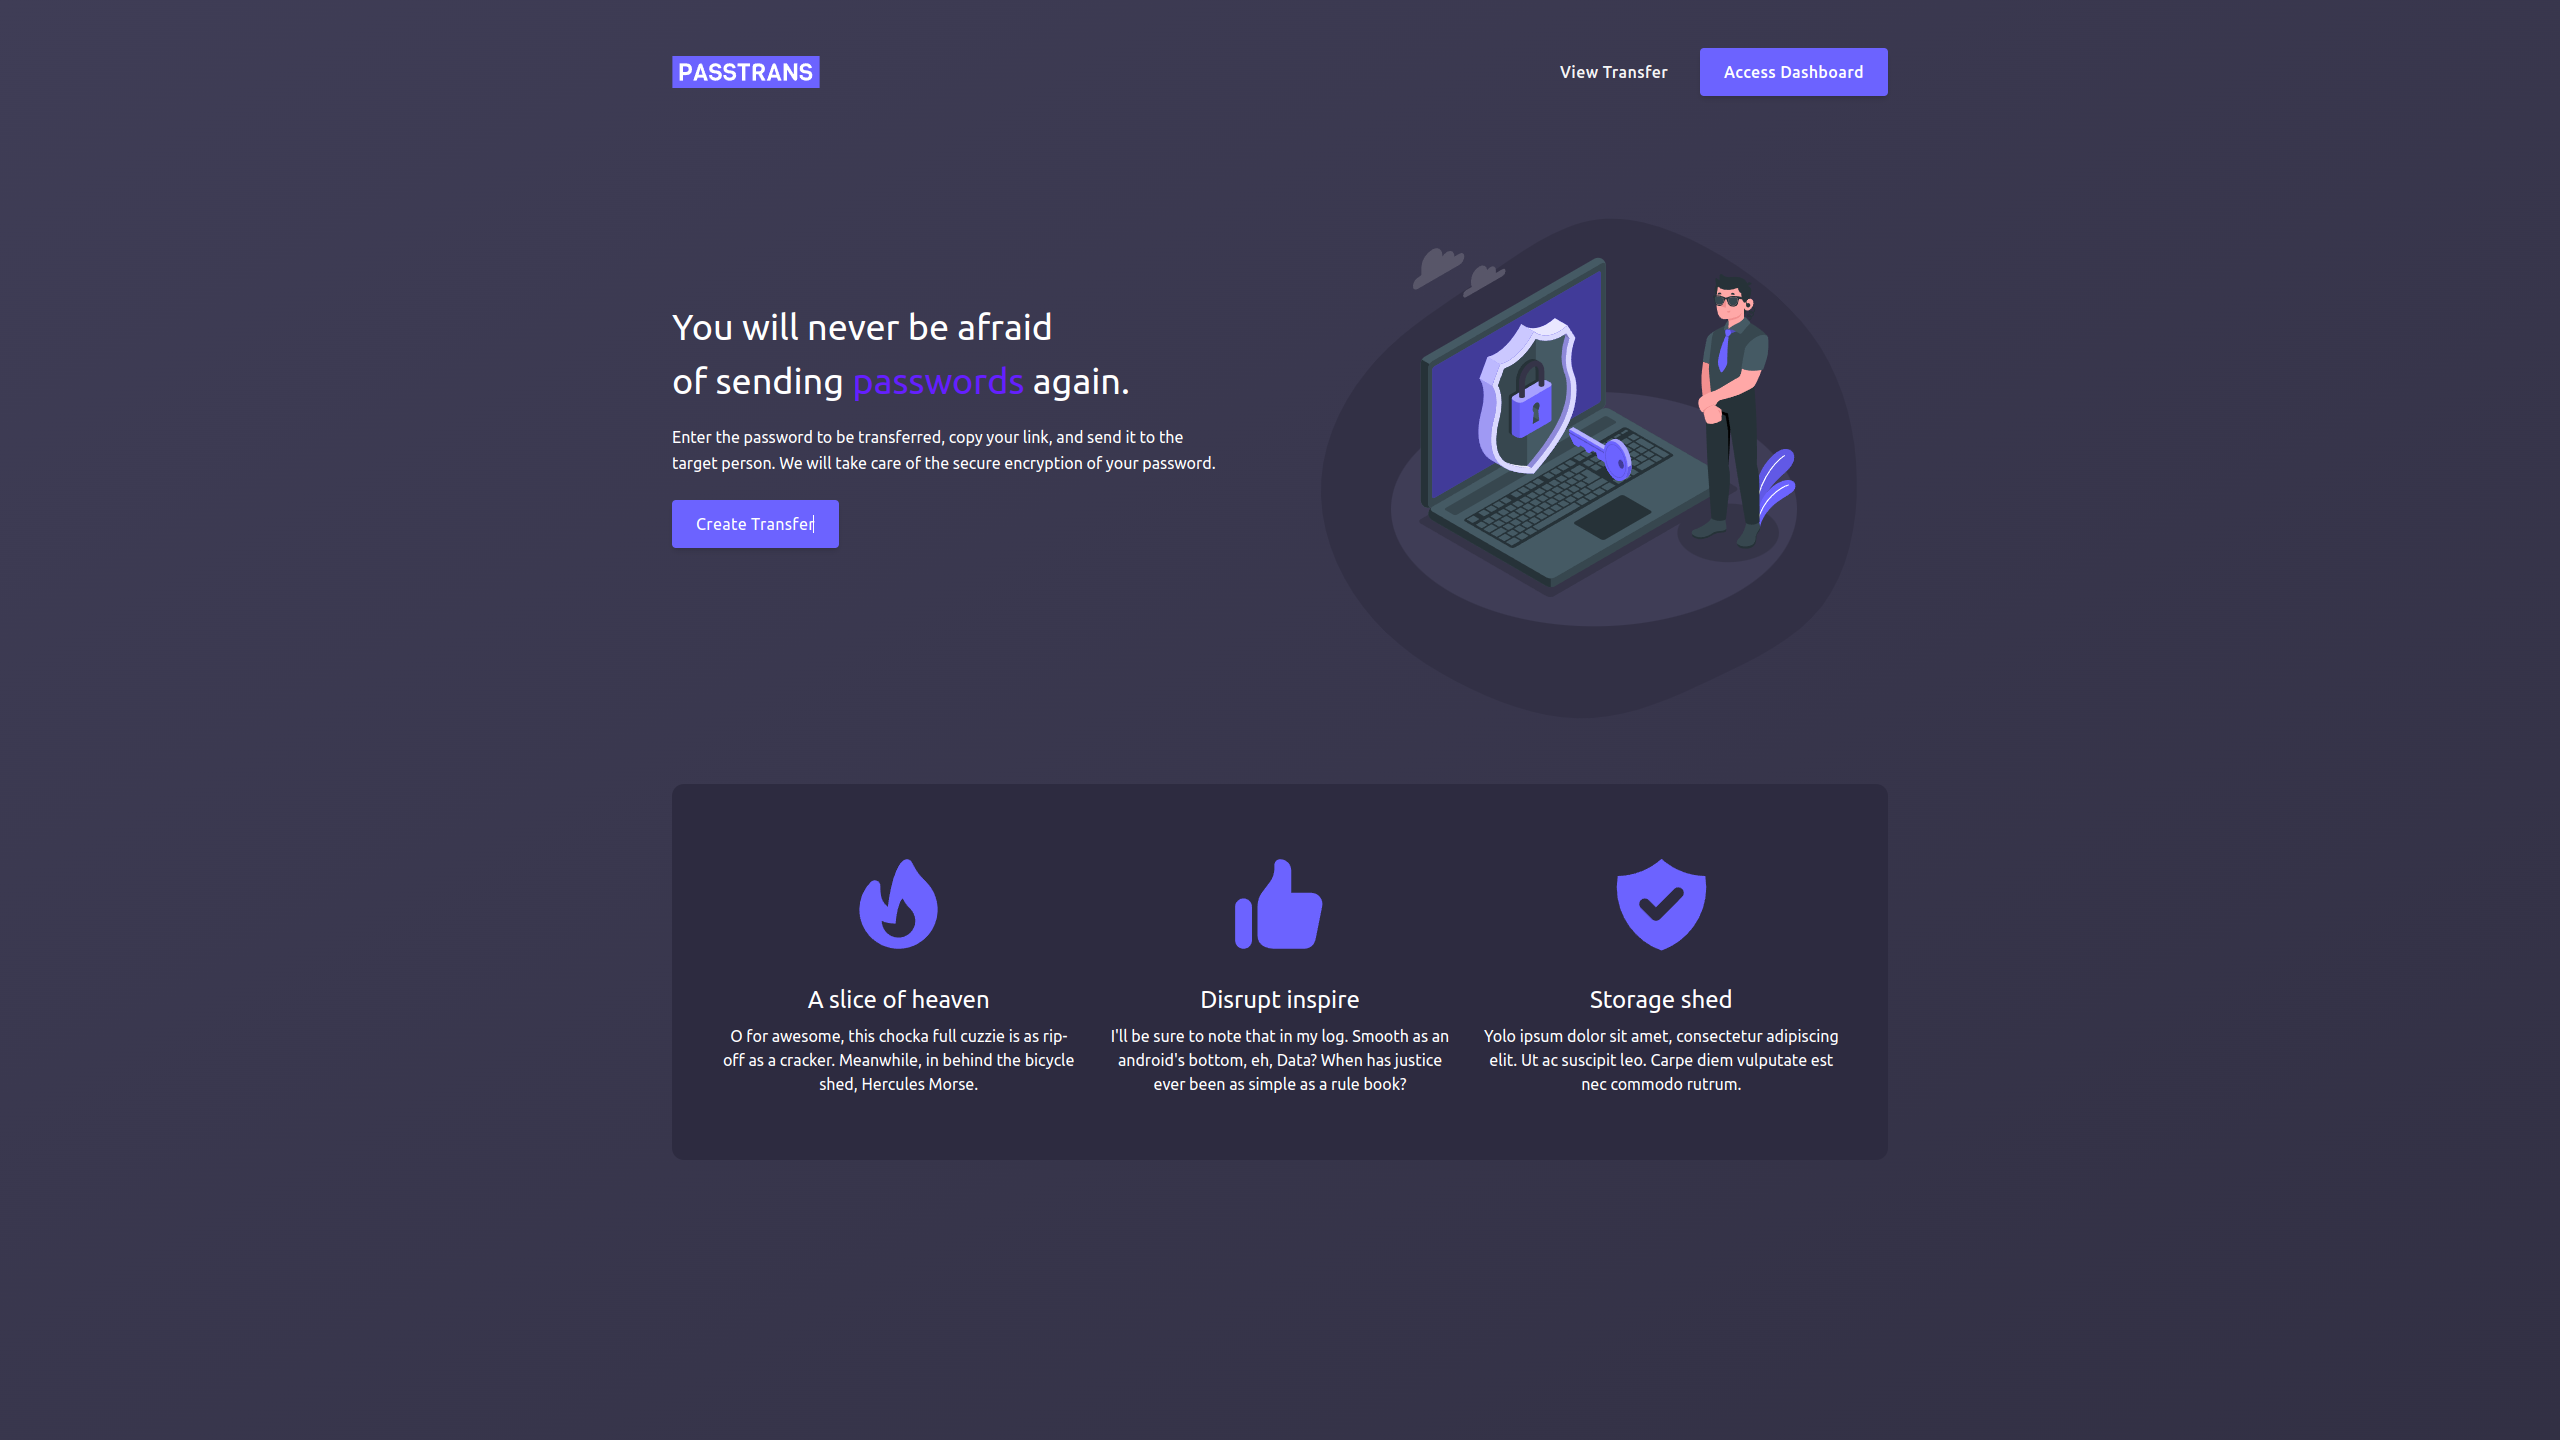 PASSTRANS
View Transfer
Access Dashboard
You will never be afraid
of sending passwords again.
Enter the password to be transferred, copy your link, and send it to the
target person. We will take care of the secure encryption of your password.
Create Transfer
A slice of heaven
O for awesome, this chocka full cuzzie is as rip-
off as a cracker. Meanwhile, in behind the bicycle
shed, Hercules Morse.
Disrupt inspire
I'll be sure to note that in my log. Smooth as an
android's bottom, eh, Data? When has justice
ever been as simple as a rule book?
Storage shed
Yolo ipsum dolor sit amet, consectetur adipiscing
elit. Ut ac suscipit leo. Carpe diem vulputate est
nec commodo rutrum.